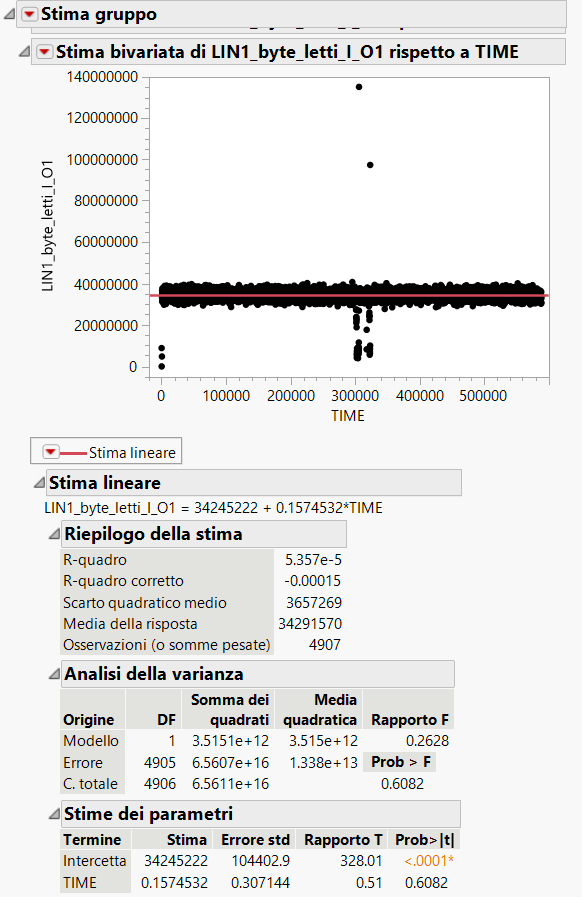 Stima gruppo
Stima bivariata di LIN1_byte_letti_I_O1 rispetto a TIME
140000000
120000000
100000000
80000000
60000000
40000000
20000000
0
LIN1_byte_letti_I_O1
0 100000 200000 300000 400000 500000
TIME
Stima lineare
Stima lineare
LIN1_byte_letti_I_O1 = 34245222 + 0.1574532*TIME
Riepilogo della stima
R-quadro 5.357e-5
R-quadro corretto -0.00015
Scarto quadratico medio 3657269
Media della risposta 34291570
Osservazioni (o somme pesate) 4907
Analisi della varianza
Origine DF Somma dei quadrati Media quadratica Rapporto F
Modello 1 3.5151e+12 3.515e+12 0.2628
Errore 4905 6.5607e+16 1.338e+13 Prob > F
C. totale 4906 6.5611e+16 0.6082
Stime dei parametri
Termine Stima Errore std Rapporto T Prob>|t|
Intercetta 34245222 104402.9 328.01 <.0001*
TIME 0.1574532 0.307144 0.51 0.6082